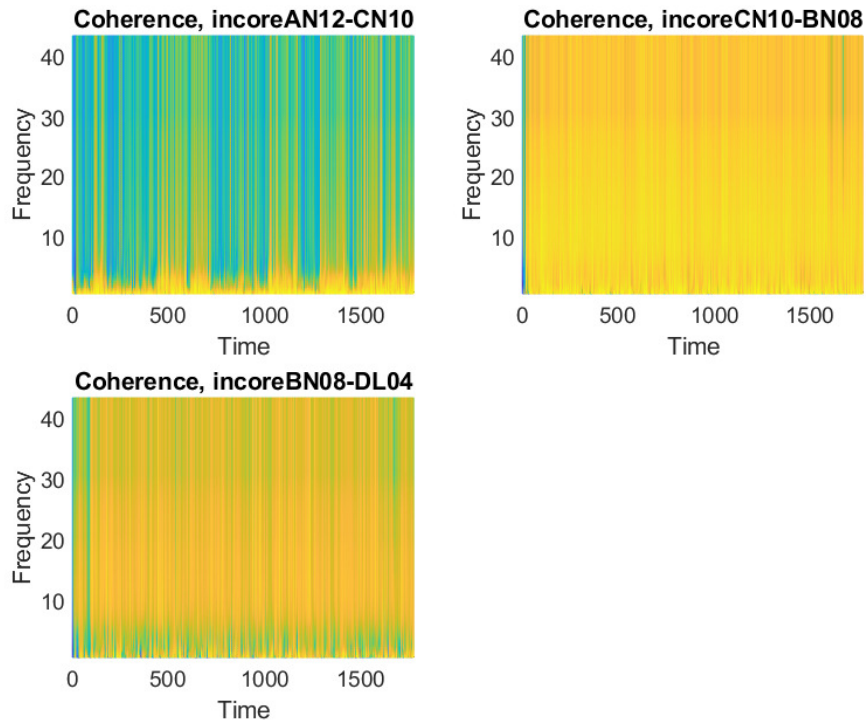 Coherence, incoreAN12-CN10
40
30
20
10
Frequency
0 500 1000 1500
Time
Coherence, incoreCN10-BN08
40
30
20
10
Frequency
0 500 1000 1500
Time
Coherence, incoreBN08-DL04
40
30
20
10
Frequency
0 500 1000 1500
Time